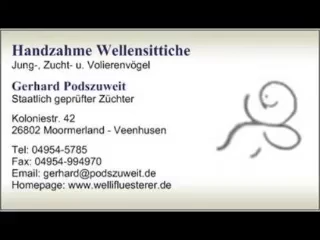 Handzahme Wellensittiche
Jung-, Zucht- u. Volierenvögel
Gerhard Podszuweit
Staatlich geprüfter Züchter
Koloniestr. 42
26802 Moormerland - Veenhusen
Tel: 04954-5785
Fax: 04954-994970
Email: gerhard@podszuweit.de
Homepage: www.wellifluesterer.de